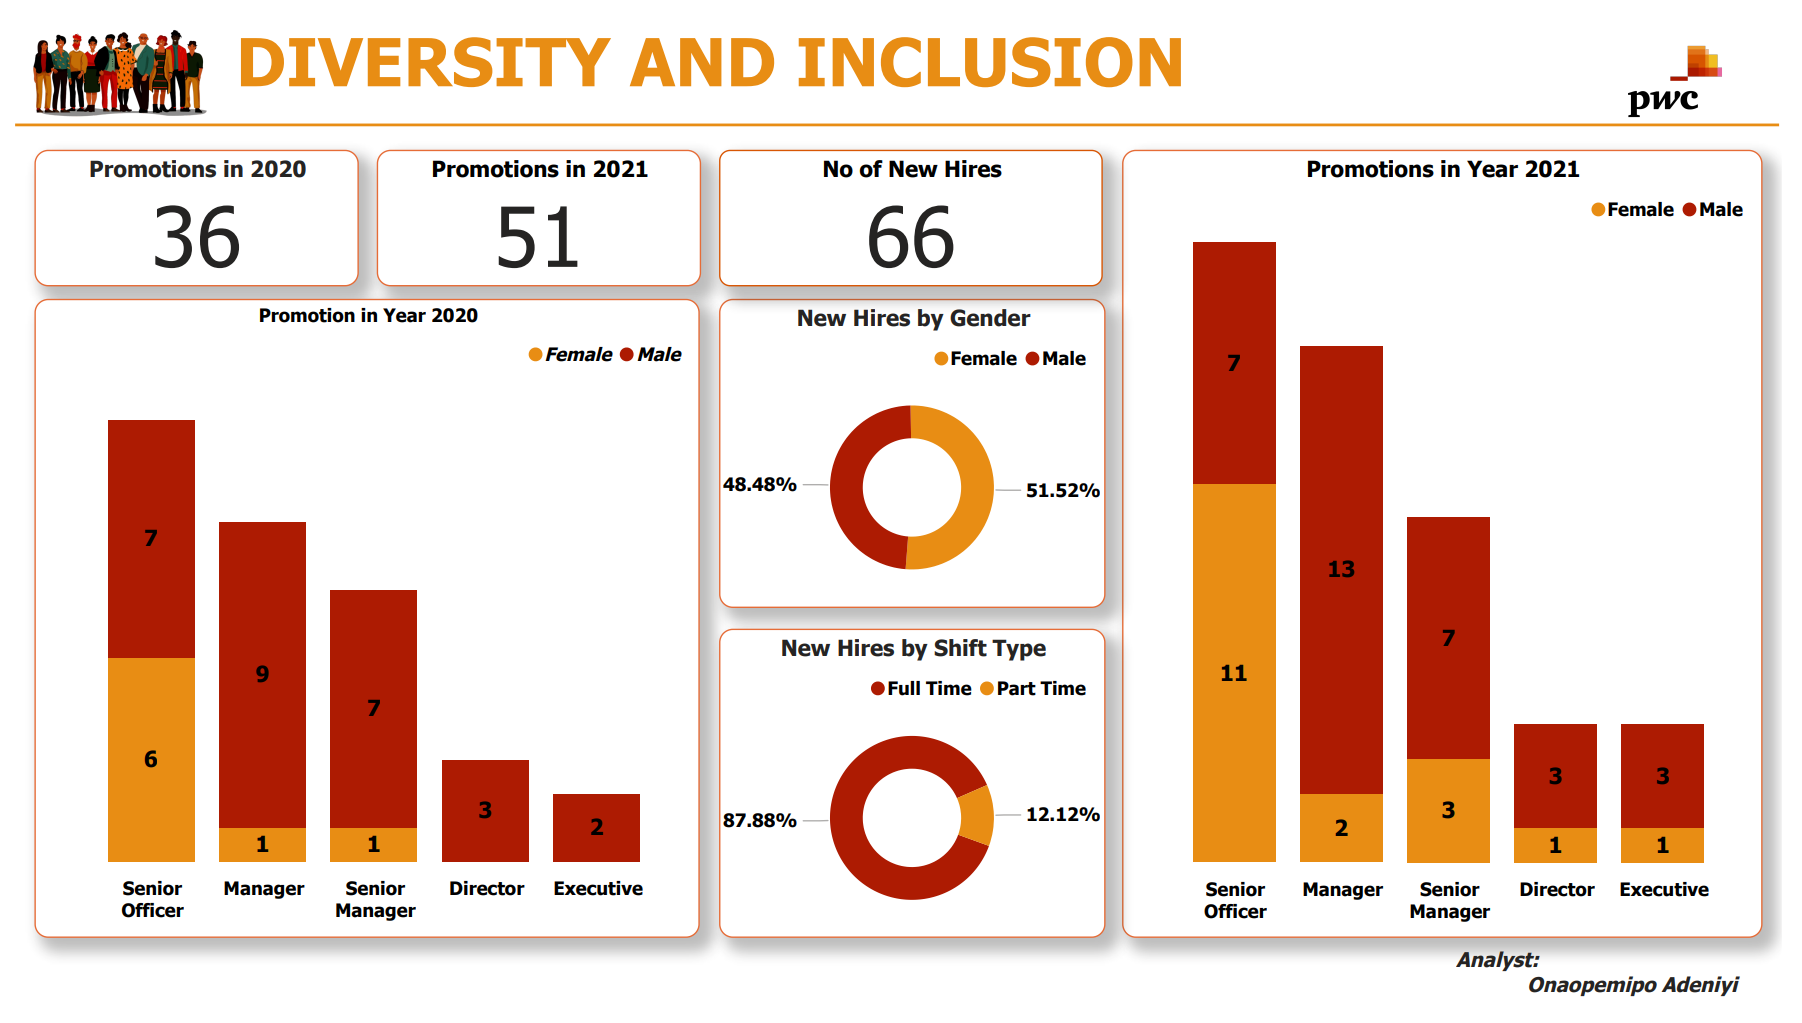 DIVERSITY AND INCLUSION
pwc
Promotions in 2020
36
Promotions in 2021
51
No of New Hires
66
Promotion in Year 2020
Female Male
7
6
9
1
7
1
3
2
Senior
Officer
Manager
Senior
Manager
Director
Executive
New Hires by Gender
Female Male
48.48%
51.52%
New Hires by Shift Type
Full Time Part Time
87.88%
12.12%
Promotions in Year 2021
Female Male
7
11
13
2
7
3
3
1
3
1
Senior
Officer
Manager
Senior
Manager
Director
Executive
Analyst:
Onaopemipo Adeniyi